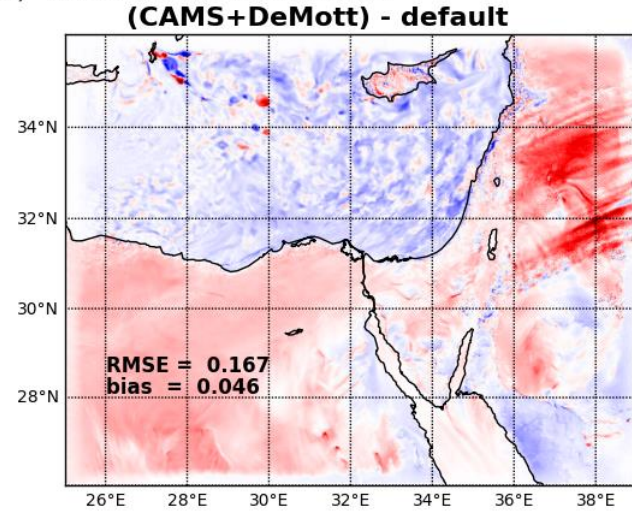 (CAMS+DeMott) - default
34°N
32°N
30°N
28°N
RMSE = 0.167
bias = 0.046
26°E 28°E 30°E 32°E 34°E 36°E 38°E